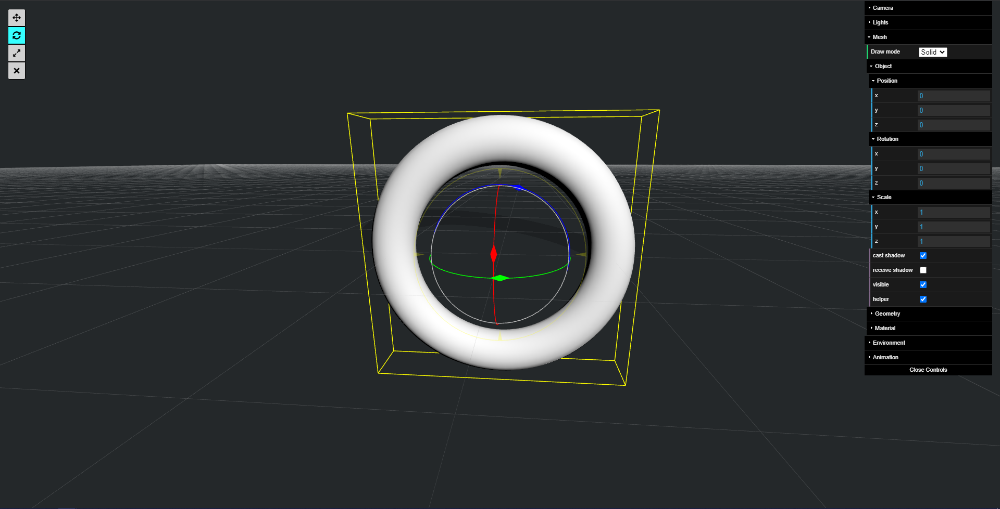 Camera
Lights
Mesh
Draw mode Solid
Object
Position
x 0
y 0
z 0
Rotation
x 0
y 0
z 0
Scale
x 1
y 1
z 1
cast shadow
receive shadow
visible
helper
Geometry
Material
Environment
Animation
Close Controls